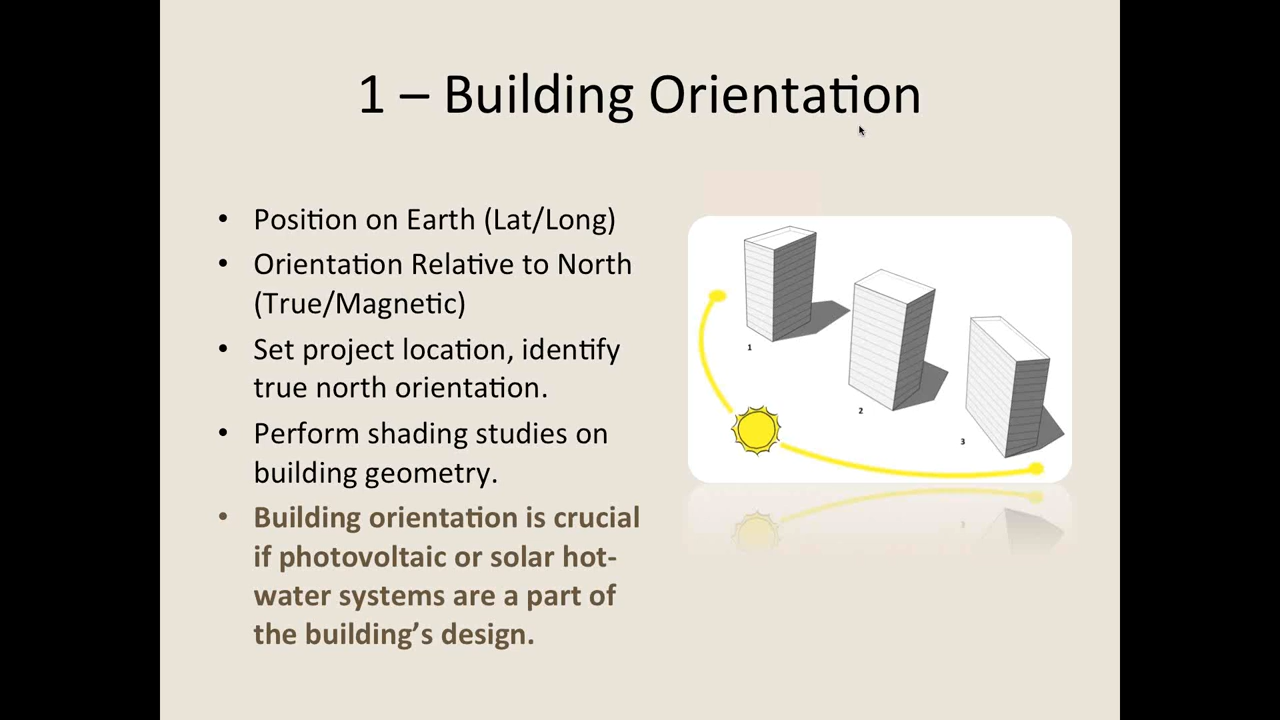 1 – Building Orientation
• Position on Earth (Lat/Long)
• Orientation Relative to North
(True/Magnetic)
• Set project location, identify
true north orientation.
• Perform shading studies on
building geometry.
• Building orientation is crucial
if photovoltaic or solar hot-
water systems are a part of
the building's design.
1
2
3